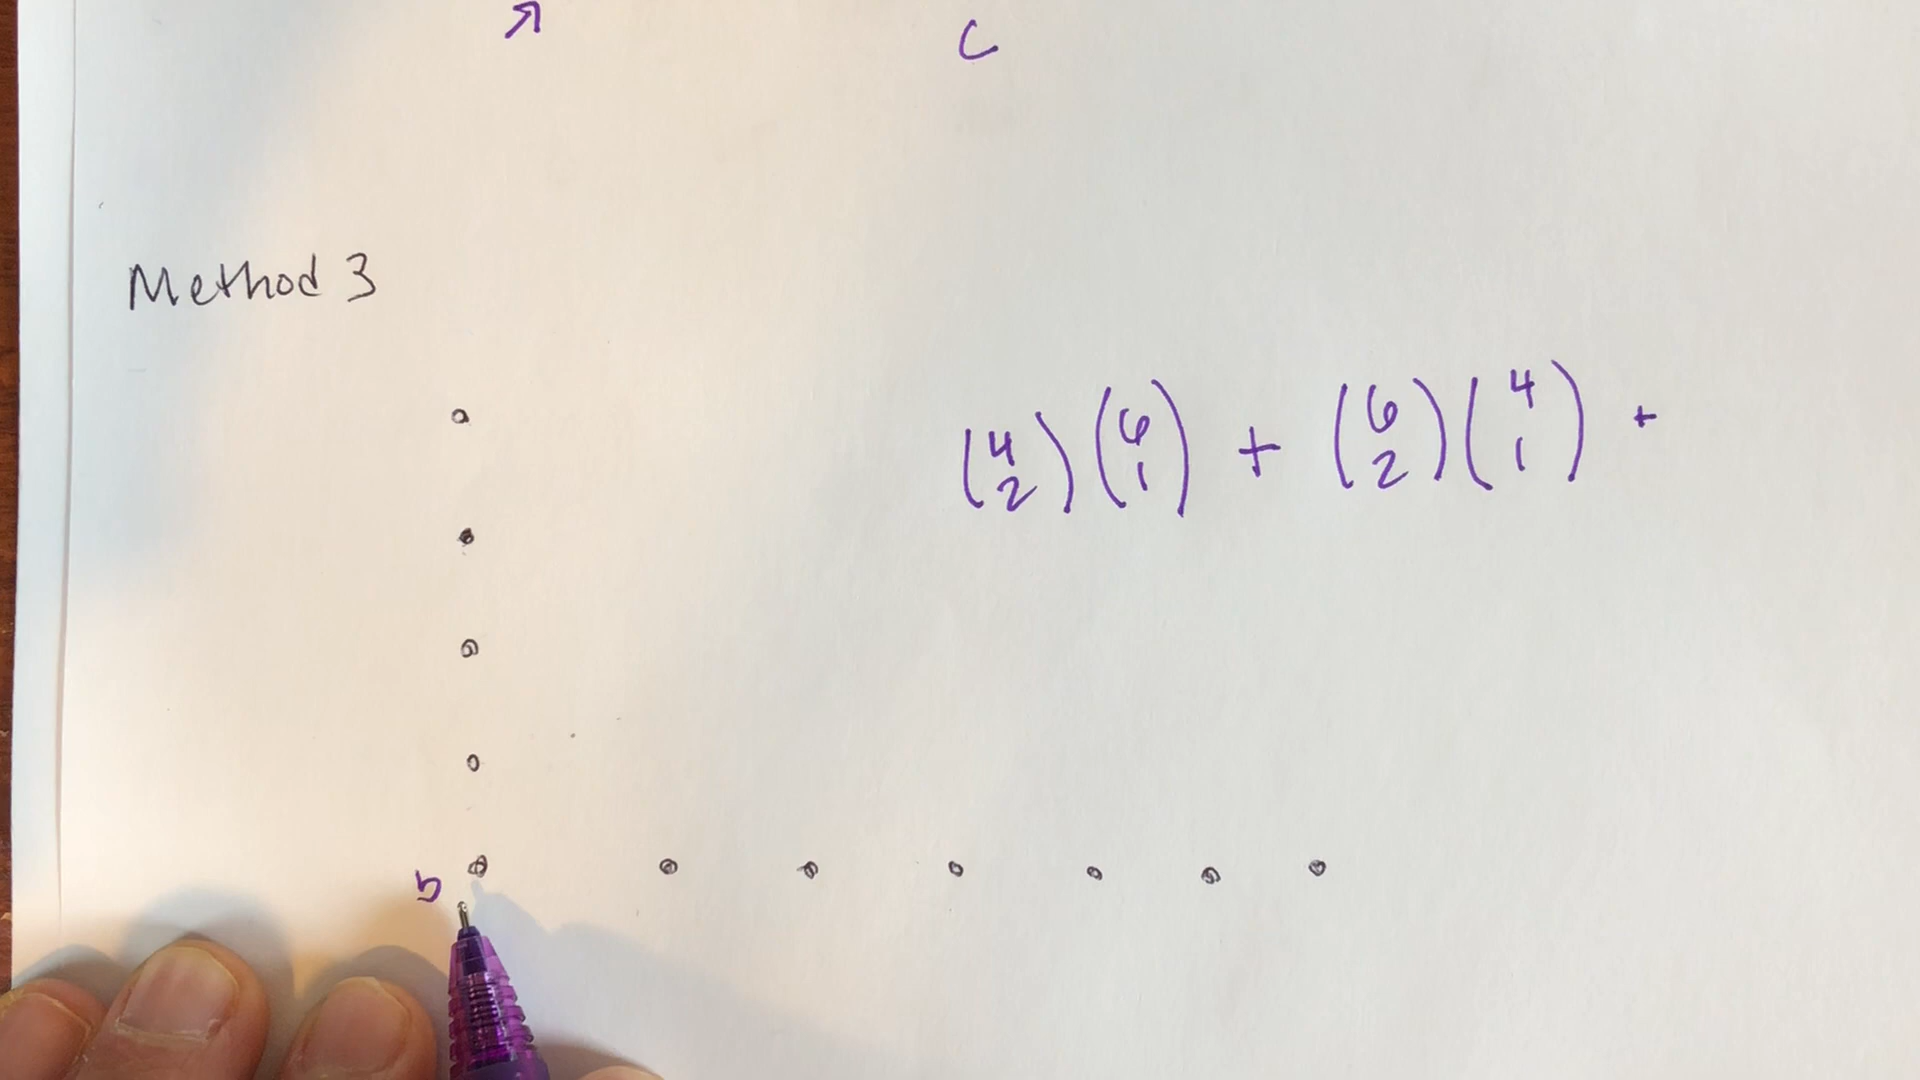 ↗ C
Method 3
(4 2)(6 1) + (6 2)(4 1) +
b